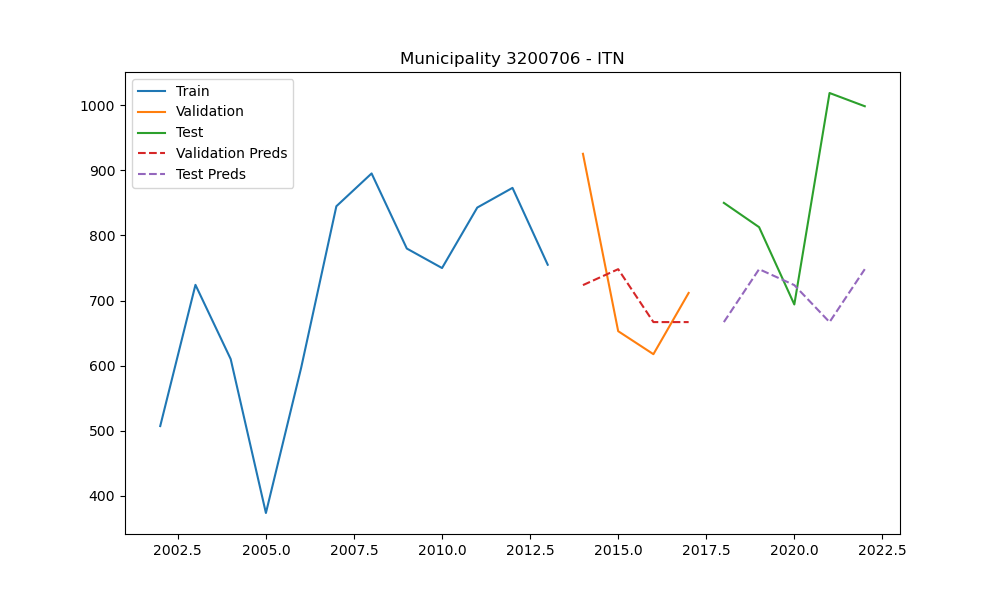 Municipality 3200706 - ITN
Train
Validation
Test
Validation Preds
Test Preds
1000
900
800
700
600
500
400
2002.5 2005.0 2007.5 2010.0 2012.5 2015.0 2017.5 2020.0 2022.5